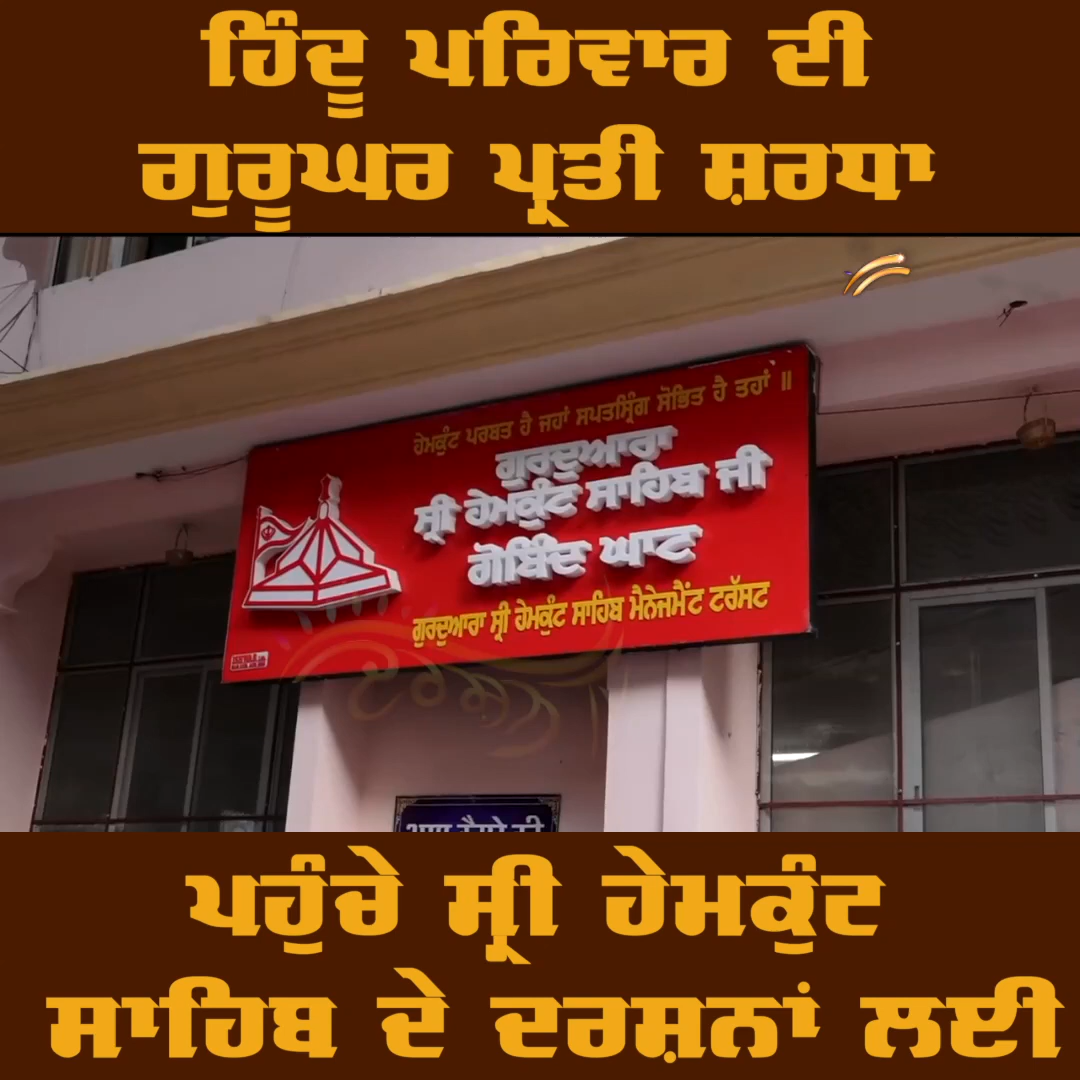 ਹਿੰਦੂ ਪਰਿਵਾਰ ਦੀ
ਗੁਰੂਘਰ ਪ੍ਰਤੀ ਸ਼ਰਧਾ
ਹੇਮਕੁੰਟ ਪਰਬਤ ਹੈ ਜਹਾਂ ਸਪਤਸ੍ਰਿੰਗ ਸੋਭਿਤ ਹੈ ਤਹਾਂ ॥
ਗੁਰਦੁਆਰਾ
ਸ੍ਰੀ ਹੇਮਕੁੰਟ ਸਾਹਿਬ ਜੀ
ਗੋਬਿੰਦ ਘਾਟ
ਗੁਰਦੁਆਰਾ ਸ੍ਰੀ ਹੇਮਕੁੰਟ ਸਾਹਿਬ ਮੈਨੇਜਮੈਂਟ ਟਰੱਸਟ
ਪਹੁੰਚੇ ਸ੍ਰੀ ਹੇਮਕੁੰਟ
ਸਾਹਿਬ ਦੇ ਦਰਸ਼ਨਾਂ ਲਈ